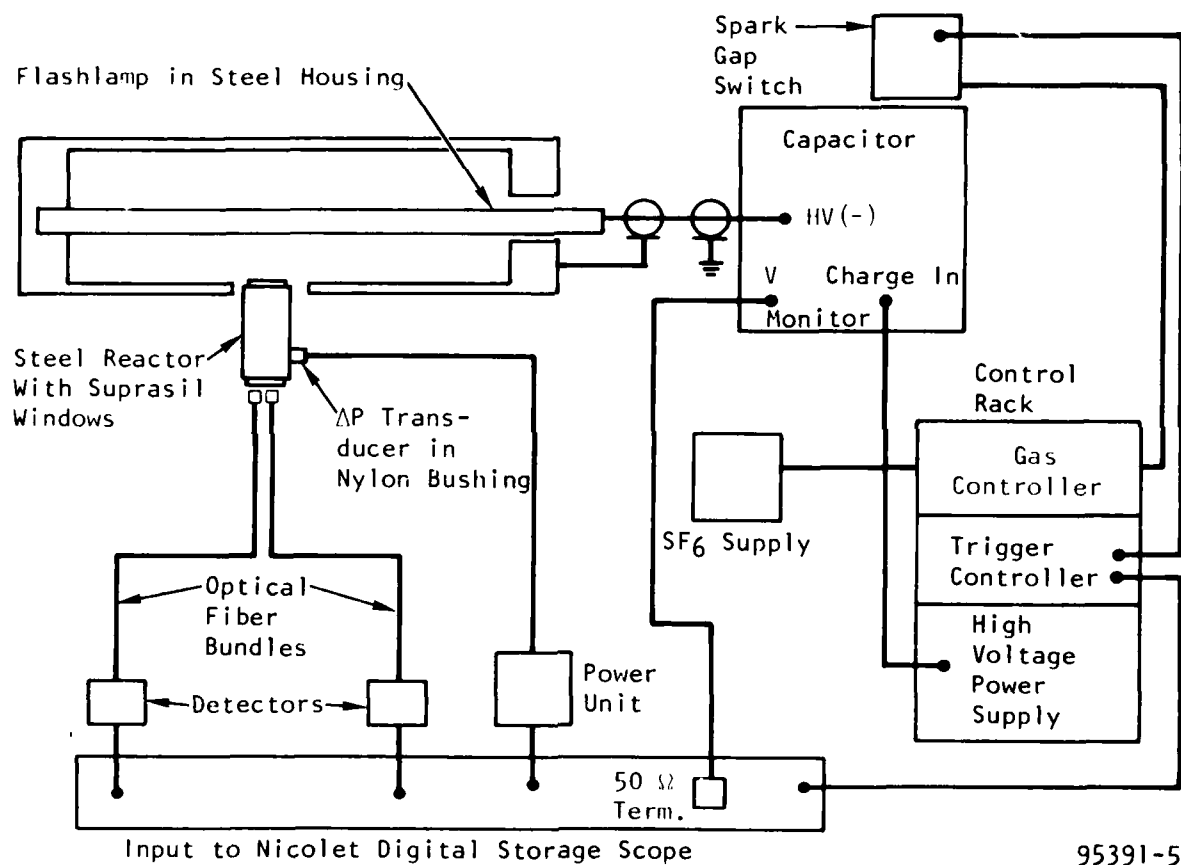 Spark
Gap
Switch
Flashlamp in Steel Housing
Capacitor
HV(-)
V
Charge In
Monitor
Steel Reactor
With Suprasil
Windows
ΔP Trans-
ducer in
Nylon Bushing
Control
Rack
Gas
Controller
SF6 Supply
Trigger
Controller
Optical
Fiber
Bundles
High
Voltage
Power
Supply
Power
Unit
Detectors
50 Ω
Term.
Input to Nicolet Digital Storage Scope
95391-5